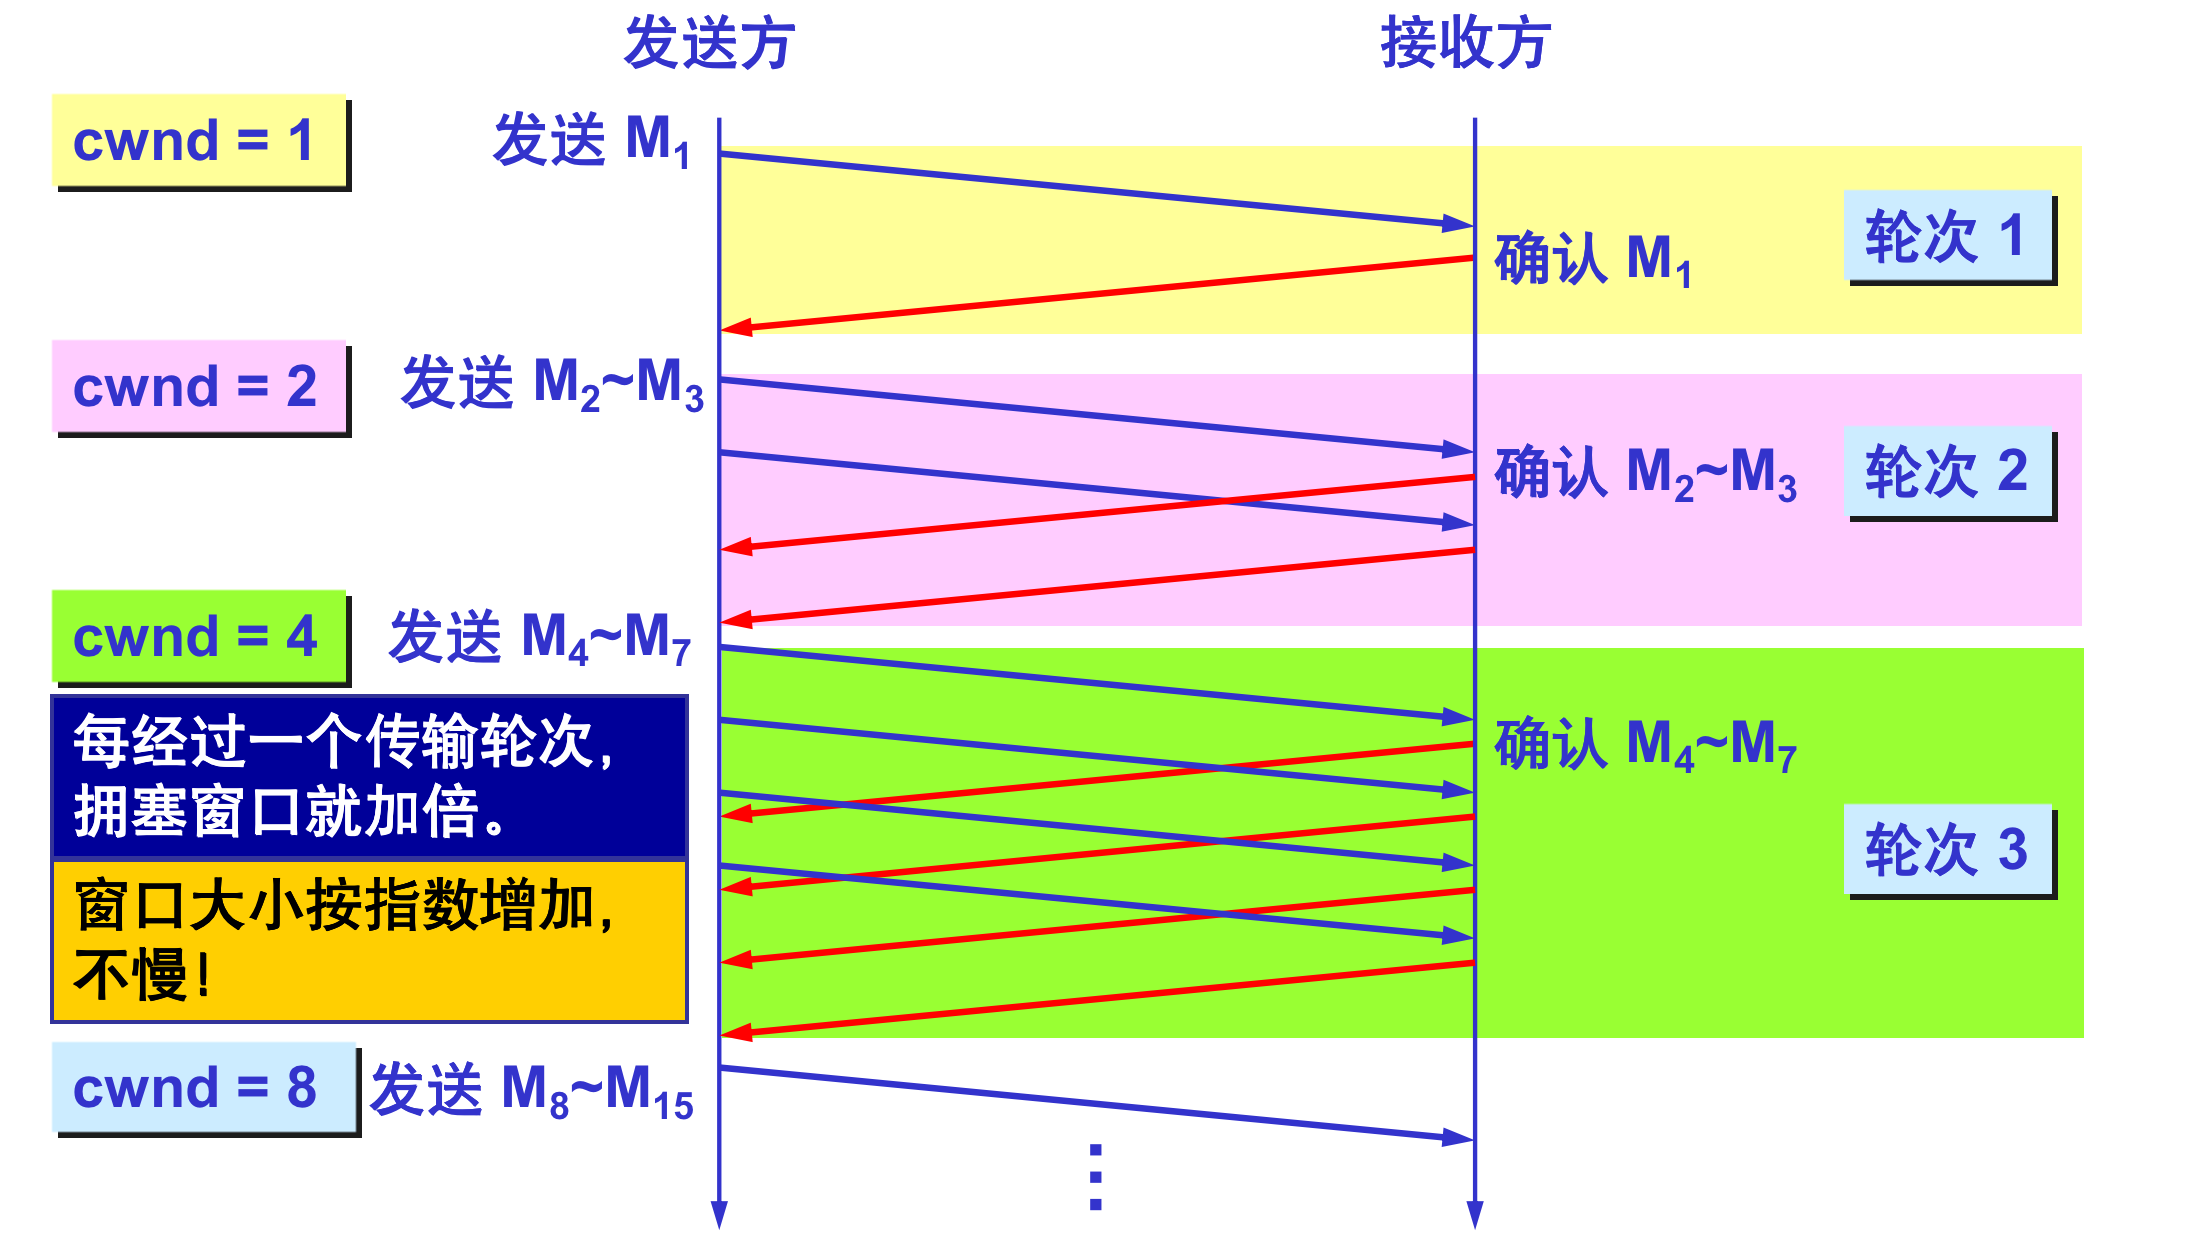 发送方 接收方
cwnd = 1 发送 M₁
确认 M₁ 轮次 1
cwnd = 2 发送 M₂~M₃
确认 M₂~M₃ 轮次 2
cwnd = 4 发送 M₄~M₇
每经过一个传输轮次，
拥塞窗口就加倍。
确认 M₄~M₇
轮次 3
窗口大小按指数增加，
不慢！
cwnd = 8 发送 M₈~M₁₅